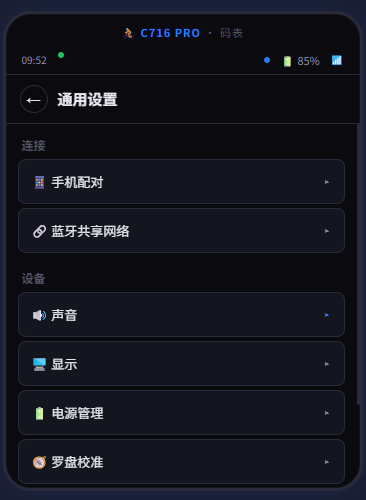 C716 PRO · 码表
09:52 85%
通用设置
连接
手机配对
蓝牙共享网络
设备
声音
显示
电源管理
罗盘校准